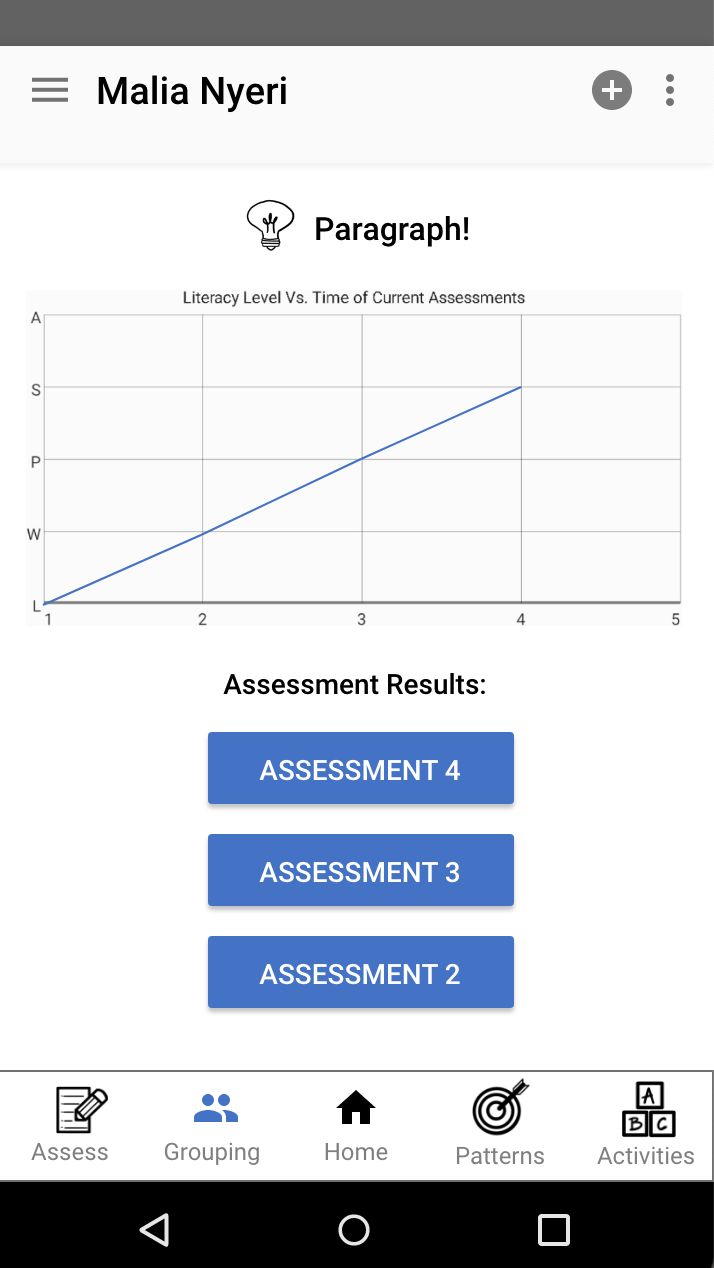 Malia Nyeri
Paragraph!
Literacy Level Vs. Time of Current Assessments
A
S
P
W
L
1 2 3 4 5
Assessment Results:
ASSESSMENT 4
ASSESSMENT 3
ASSESSMENT 2
A
B C
Assess Grouping Home Patterns Activities